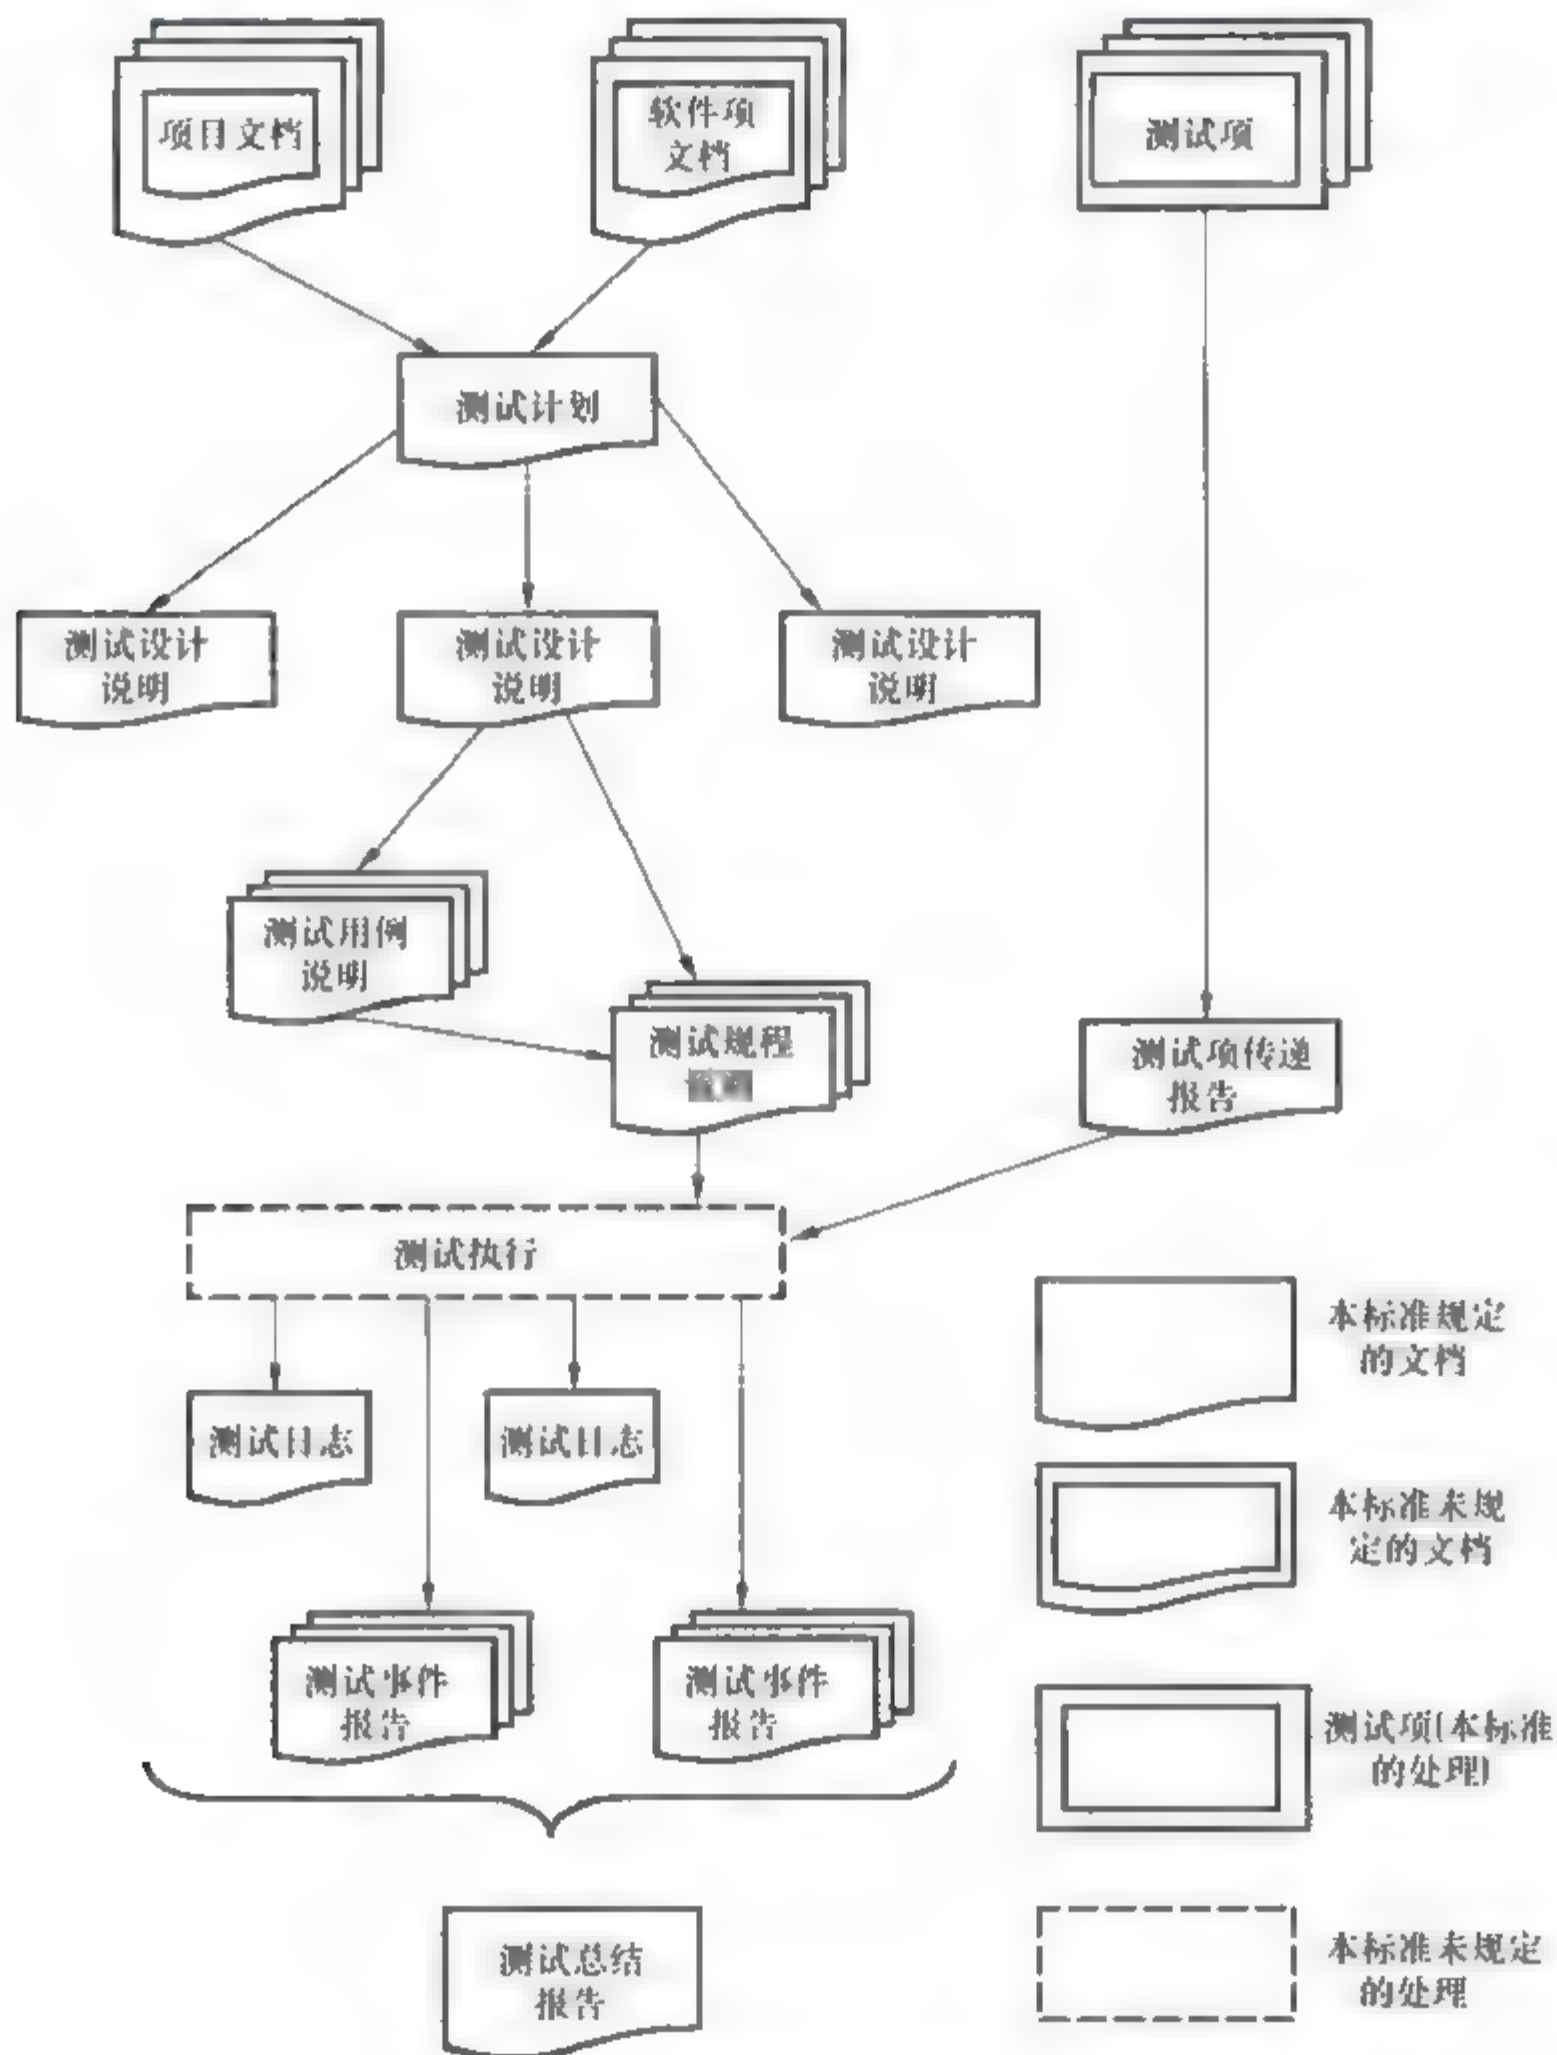 项目文档
软件项
文档
测试项
测试计划
测试设计
说明
测试设计
说明
测试设计
说明
测试用例
说明
测试规程
测试项传递
报告
测试执行
测试日志
测试日志
测试事件
报告
测试事件
报告
测试总结
报告
本标准规定
的文档
本标准未规
定的文档
测试项(本标准
的处理)
本标准未规定
的处理